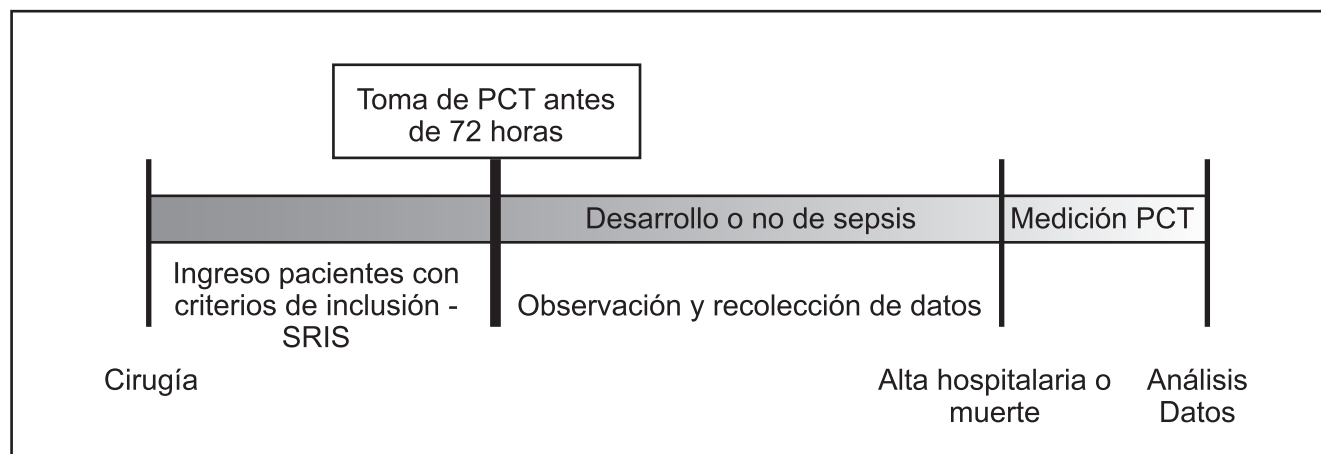 Toma de PCT antes
de 72 horas
Desarrollo o no de sepsis
Medición PCT
Ingreso pacientes con
criterios de inclusión -
SRIS
Observación y recolección de datos
Cirugía
Alta hospitalaria o
muerte
Análisis
Datos